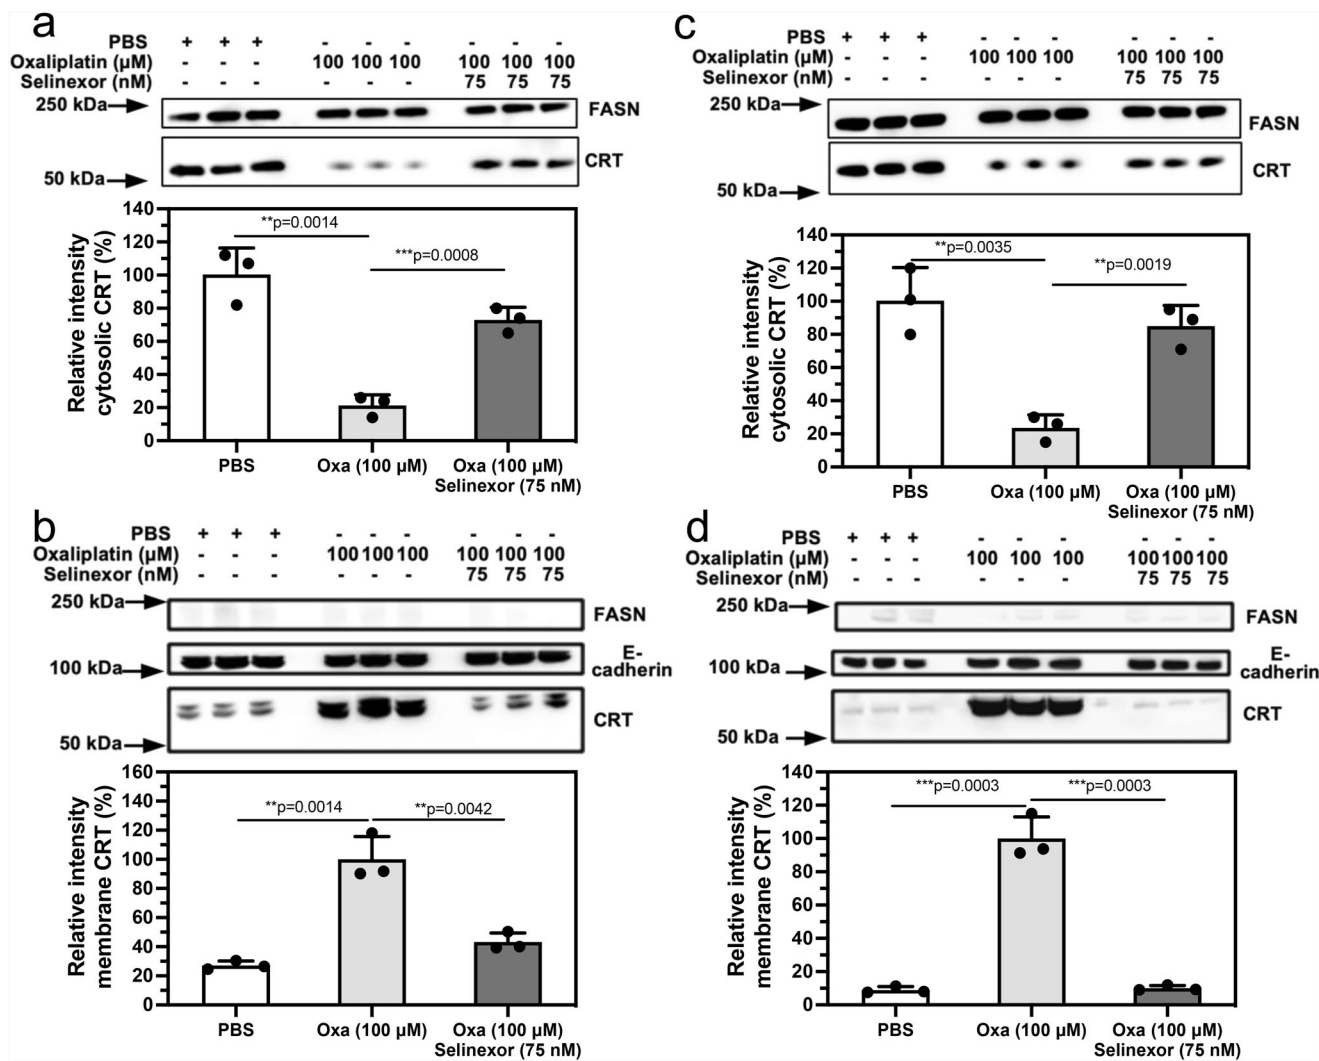 a
PBS + + + - - - - - -
Oxaliplatin (µM) - - - 100 100 100 100 100 100
Selinexor (nM) - - - - - - 75 75 75
250 kDa
FASN
CRT
50 kDa
140
120
100
80
60
40
20
0
Relative intensity
cytosolic CRT (%)
**p=0.0014
***p=0.0008
PBS
Oxa (100 µM)
Oxa (100 µM)
Selinexor (75 nM)
c
PBS + + + - - - - - -
Oxaliplatin (µM) - - - 100 100 100 100 100 100
Selinexor (nM) - - - - - - 75 75 75
250 kDa
FASN
CRT
50 kDa
140
120
100
80
60
40
20
0
Relative intensity
cytosolic CRT (%)
**p=0.0035
**p=0.0019
PBS
Oxa (100 µM)
Oxa (100 µM)
Selinexor (75 nM)
b
PBS + + + - - - - - -
Oxaliplatin (µM) - - - 100 100 100 100 100 100
Selinexor (nM) - - - - - - 75 75 75
250 kDa
FASN
E-
cadherin
100 kDa
CRT
50 kDa
160
140
120
100
80
60
40
20
0
Relative intensity
membrane CRT (%)
**p=0.0014
**p=0.0042
PBS
Oxa (100 µM)
Oxa (100 µM)
Selinexor (75 nM)
d
PBS + + + - - - - - -
Oxaliplatin (µM) - - - 100 100 100 100 100 100
Selinexor (nM) - - - - - - 75 75 75
250 kDa
FASN
E-
cadherin
100 kDa
CRT
50 kDa
140
120
100
80
60
40
20
0
Relative intensity
membrane CRT (%)
***p=0.0003
***p=0.0003
PBS
Oxa (100 µM)
Oxa (100 µM)
Selinexor (75 nM)